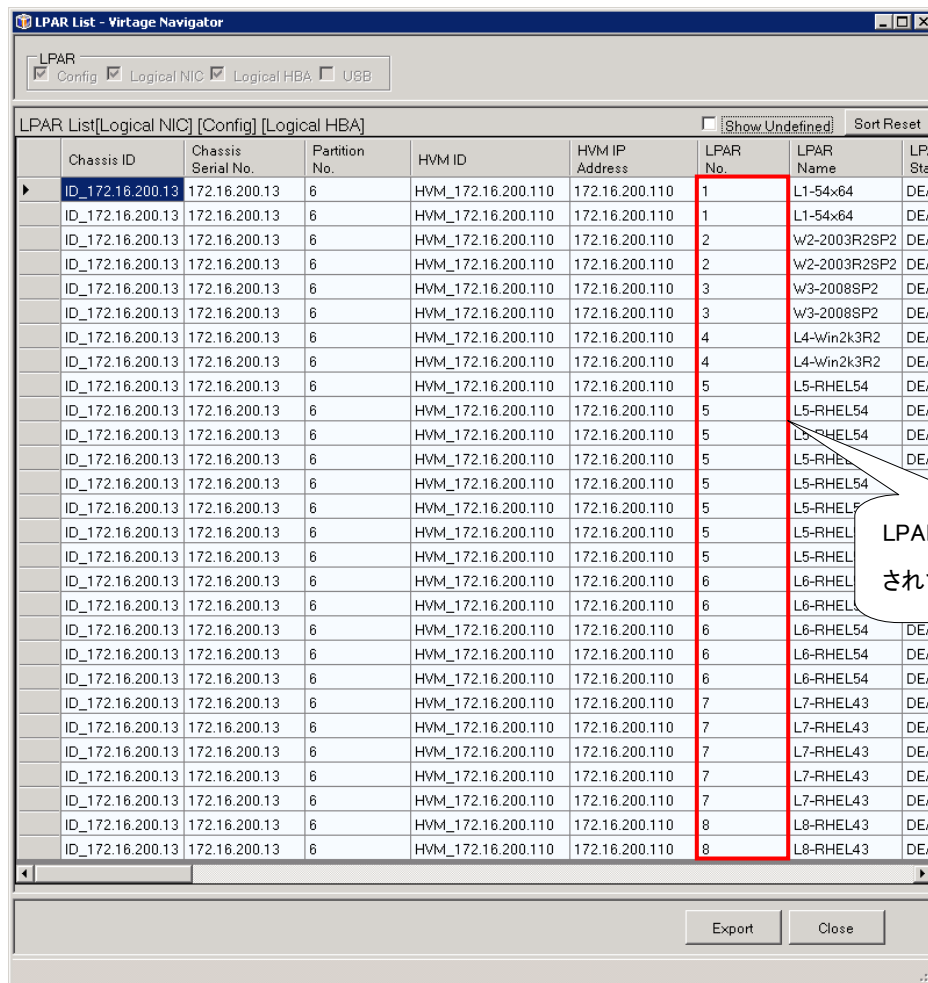 LPAR List - Virtage Navigator
LPAR
Config Logical NIC Logical HBA USB
LPAR List[Logical NIC] [Config] [Logical HBA] Show Undefined Sort Reset
Chassis ID Chassis Serial No. Partition No. HVM ID HVM IP Address LPAR No. LPAR Name
ID_172.16.200.13 172.16.200.13 6 HVM_172.16.200.110 172.16.200.110 1 L1-54x64
ID_172.16.200.13 172.16.200.13 6 HVM_172.16.200.110 172.16.200.110 1 L1-54x64
ID_172.16.200.13 172.16.200.13 6 HVM_172.16.200.110 172.16.200.110 2 W2-2003R2SP2
ID_172.16.200.13 172.16.200.13 6 HVM_172.16.200.110 172.16.200.110 2 W2-2003R2SP2
ID_172.16.200.13 172.16.200.13 6 HVM_172.16.200.110 172.16.200.110 3 W3-2008SP2
ID_172.16.200.13 172.16.200.13 6 HVM_172.16.200.110 172.16.200.110 3 W3-2008SP2
ID_172.16.200.13 172.16.200.13 6 HVM_172.16.200.110 172.16.200.110 4 L4-Win2k3R2
ID_172.16.200.13 172.16.200.13 6 HVM_172.16.200.110 172.16.200.110 4 L4-Win2k3R2
ID_172.16.200.13 172.16.200.13 6 HVM_172.16.200.110 172.16.200.110 5 L5-RHEL54
ID_172.16.200.13 172.16.200.13 6 HVM_172.16.200.110 172.16.200.110 5 L5-RHEL54
ID_172.16.200.13 172.16.200.13 6 HVM_172.16.200.110 172.16.200.110 5 L5-RHEL54
ID_172.16.200.13 172.16.200.13 6 HVM_172.16.200.110 172.16.200.110 5
ID_172.16.200.13 172.16.200.13 6 HVM_172.16.200.110 172.16.200.110 5 L5-RHEL54
ID_172.16.200.13 172.16.200.13 6 HVM_172.16.200.110 172.16.200.110 5
ID_172.16.200.13 172.16.200.13 6 HVM_172.16.200.110 172.16.200.110 5
ID_172.16.200.13 172.16.200.13 6 HVM_172.16.200.110 172.16.200.110 5
ID_172.16.200.13 172.16.200.13 6 HVM_172.16.200.110 172.16.200.110 6
ID_172.16.200.13 172.16.200.13 6 HVM_172.16.200.110 172.16.200.110 6
ID_172.16.200.13 172.16.200.13 6 HVM_172.16.200.110 172.16.200.110 6 L6-RHEL54
ID_172.16.200.13 172.16.200.13 6 HVM_172.16.200.110 172.16.200.110 6 L6-RHEL54
ID_172.16.200.13 172.16.200.13 6 HVM_172.16.200.110 172.16.200.110 6 L6-RHEL54
ID_172.16.200.13 172.16.200.13 6 HVM_172.16.200.110 172.16.200.110 7 L7-RHEL43
ID_172.16.200.13 172.16.200.13 6 HVM_172.16.200.110 172.16.200.110 7 L7-RHEL43
ID_172.16.200.13 172.16.200.13 6 HVM_172.16.200.110 172.16.200.110 7 L7-RHEL43
ID_172.16.200.13 172.16.200.13 6 HVM_172.16.200.110 172.16.200.110 7 L7-RHEL43
ID_172.16.200.13 172.16.200.13 6 HVM_172.16.200.110 172.16.200.110 7 L7-RHEL43
ID_172.16.200.13 172.16.200.13 6 HVM_172.16.200.110 172.16.200.110 8 L8-RHEL43
ID_172.16.200.13 172.16.200.13 6 HVM_172.16.200.110 172.16.200.110 8 L8-RHEL43
Export Close